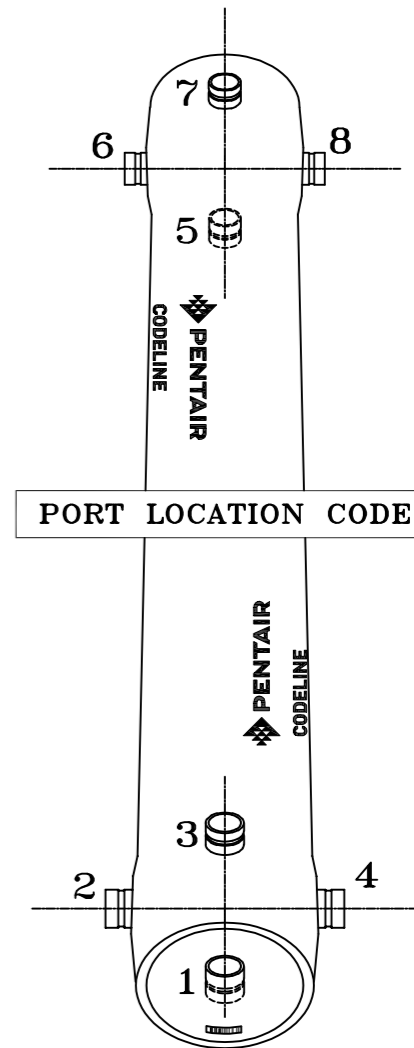 7
6
8
5
CODELINE
PENTAIR
PORT LOCATION CODE
PENTAIR
CODELINE
3
2
4
1